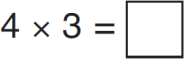 4 × 3 =